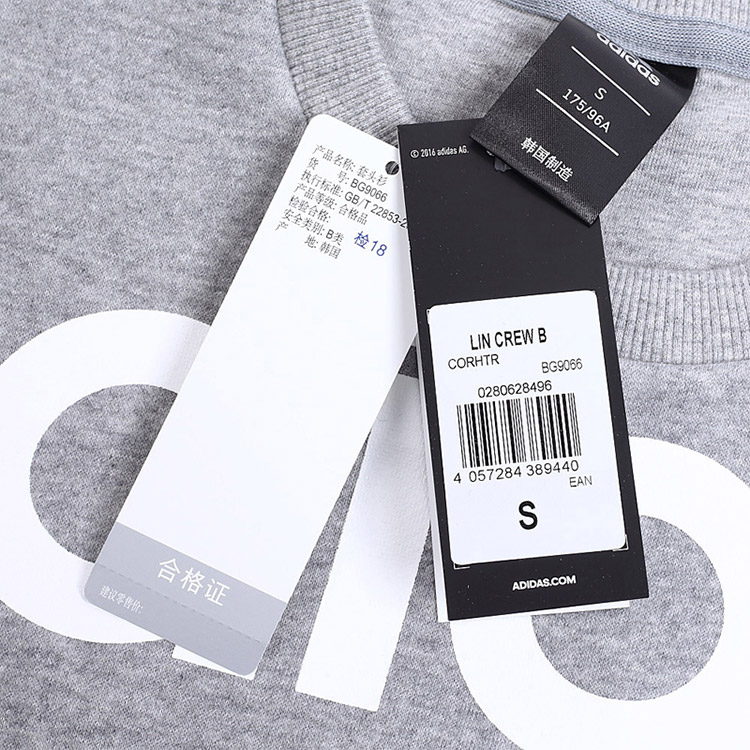 adidas
S
175/96A
韩国制造
© 2016 adidas AG.
产品名称: 套头衫
货 号: BG9066
执行标准: GB/T 22853-2
产品等级: 合格品
检验合格: 检18
安全类别: B类
产 地: 韩国
合格证
建议零售价:
LIN CREW B
CORHTR BG9066
0280628496
4 057284 389440
EAN
S
ADIDAS.COM